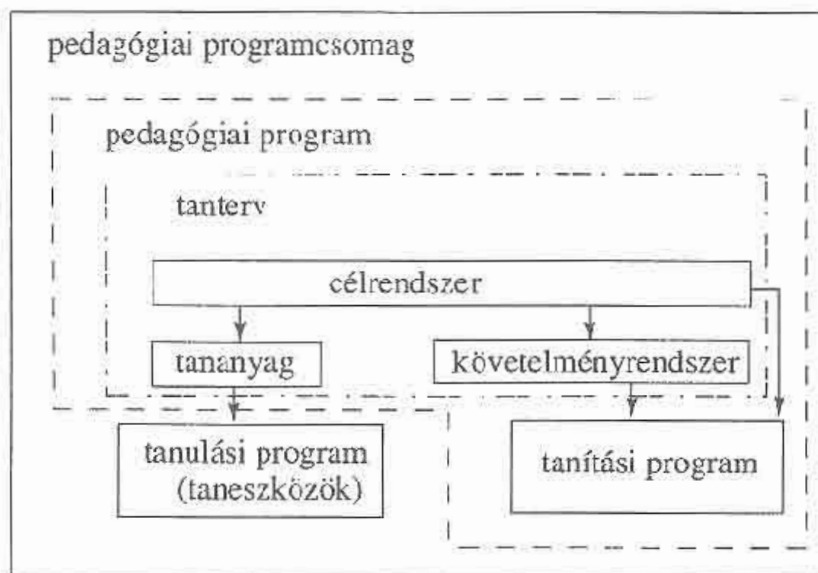 pedagógiai programcsomag
pedagógiai program
tanterv
célrendszer
tananyag
követelményrendszer
tanulási program
(taneszközök)
tanítási program